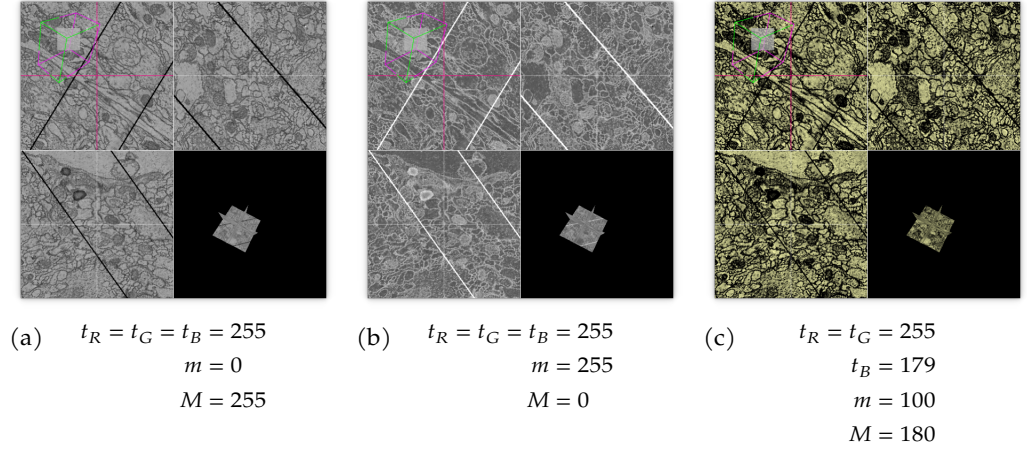 (a) t_R = t_G = t_B = 255
m = 0
M = 255
(b) t_R = t_G = t_B = 255
m = 255
M = 0
(c) t_R = t_G = 255
t_B = 179
m = 100
M = 180